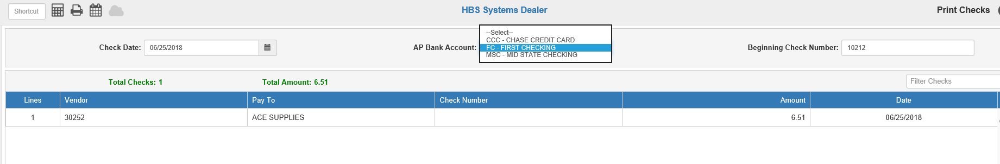 Shortcut
HBS Systems Dealer
Print Checks
Check Date:
06/25/2018
AP Bank Account:
--Select--
CCC - CHASE CREDIT CARD
FC - FIRST CHECKING
MSC - MID STATE CHECKING
Beginning Check Number:
10212
Total Checks: 1
Total Amount: 6.51
Filter Checks
Lines Vendor Pay To Check Number Amount Date
1 30252 ACE SUPPLIES 6.51 06/25/2018